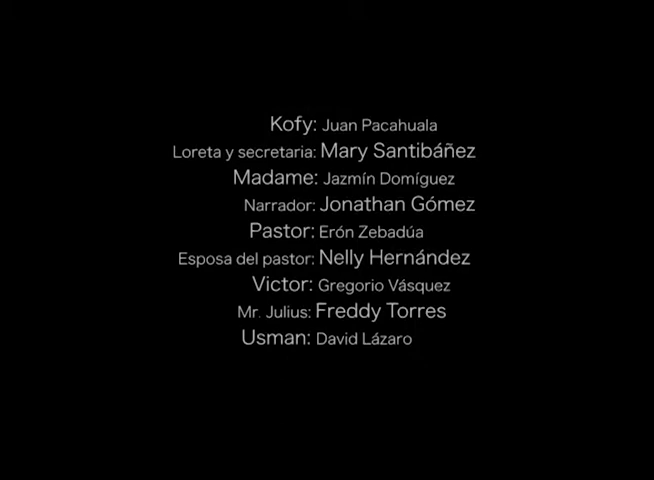 Kofy: Juan Pacahuala
Loreta y secretaria: Mary Santibáñez
Madame: Jazmín Domíguez
Narrador: Jonathan Gómez
Pastor: Erón Zebadúa
Esposa del pastor: Nelly Hernández
Victor: Gregorio Vásquez
Mr. Julius: Freddy Torres
Usman: David Lázaro